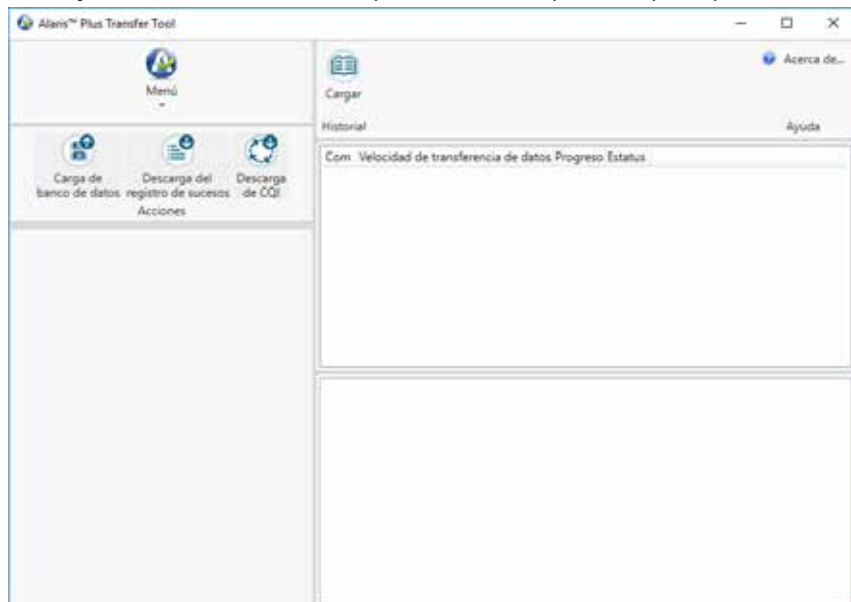 Alaris™ Plus Transfer Tool
Menú
Cargar
Acerca de...
Historial
Ayuda
Carga de
banco de datos
Descarga del
registro de sucesos
Descarga
de CQI
Acciones
Com Velocidad de transferencia de datos Progreso Estatus